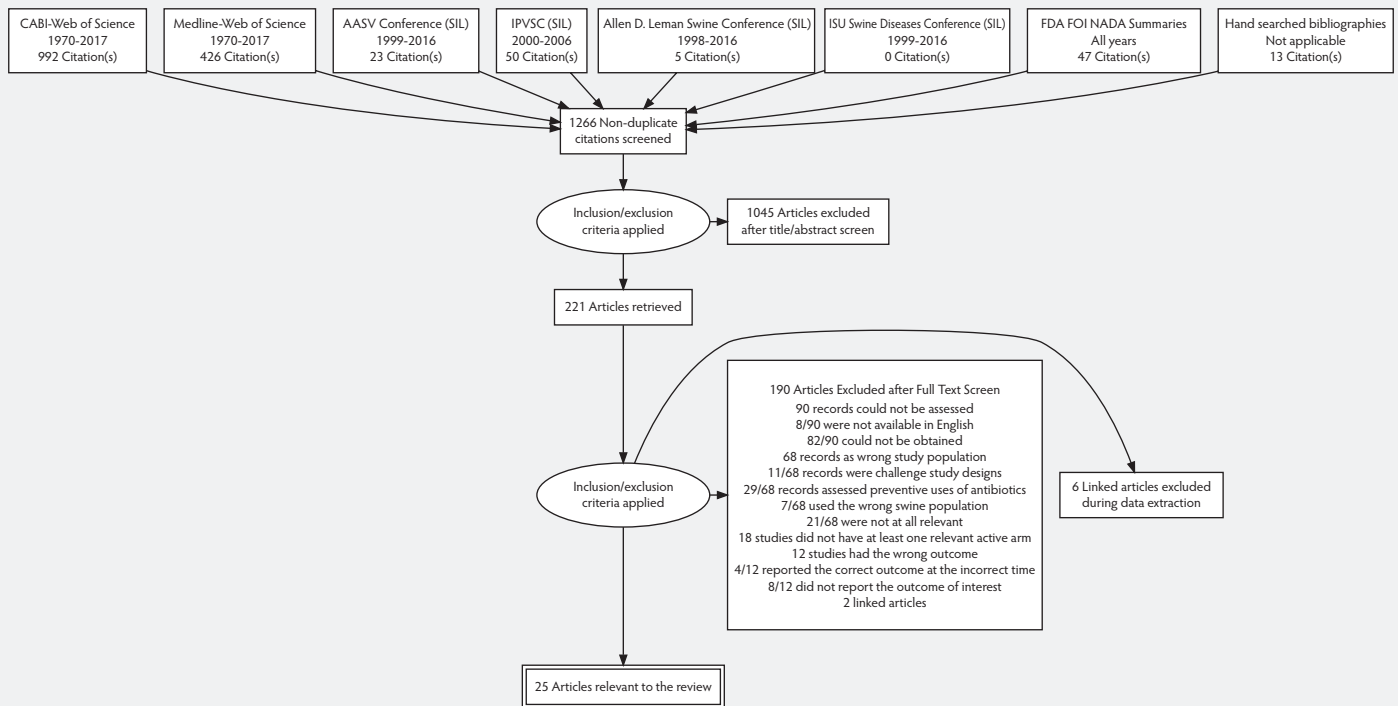 CABI-Web of Science
1970-2017
992 Citation(s)
Medline-Web of Science
1970-2017
426 Citation(s)
AASV Conference (SIL)
1999-2016
23 Citation(s)
IPVSC (SIL)
2000-2006
50 Citation(s)
Allen D. Leman Swine Conference (SIL)
1998-2016
5 Citation(s)
ISU Swine Diseases Conference (SIL)
1999-2016
0 Citation(s)
FDA FOI NADA Summaries
All years
47 Citation(s)
Hand searched bibliographies
Not applicable
13 Citation(s)
1266 Non-duplicate
citations screened
Inclusion/exclusion
criteria applied
1045 Articles excluded
after title/abstract screen
221 Articles retrieved
Inclusion/exclusion
criteria applied
190 Articles Excluded after Full Text Screen
90 records could not be assessed
8/90 were not available in English
82/90 could not be obtained
68 records as wrong study population
11/68 records were challenge study designs
29/68 records assessed preventive uses of antibiotics
7/68 used the wrong swine population
21/68 were not at all relevant
18 studies did not have at least one relevant active arm
12 studies had the wrong outcome
4/12 reported the correct outcome at the incorrect time
8/12 did not report the outcome of interest
2 linked articles
6 Linked articles excluded
during data extraction
25 Articles relevant to the review